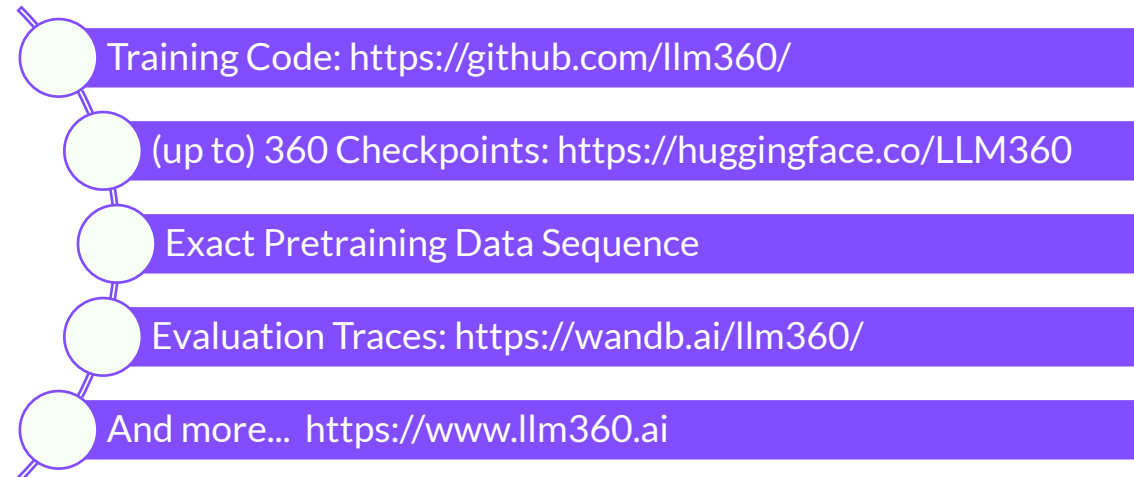 Training Code: https://github.com/llm360/
(up to) 360 Checkpoints: https://huggingface.co/LLM360
Exact Pretraining Data Sequence
Evaluation Traces: https://wandb.ai/llm360/
And more... https://www.llm360.ai